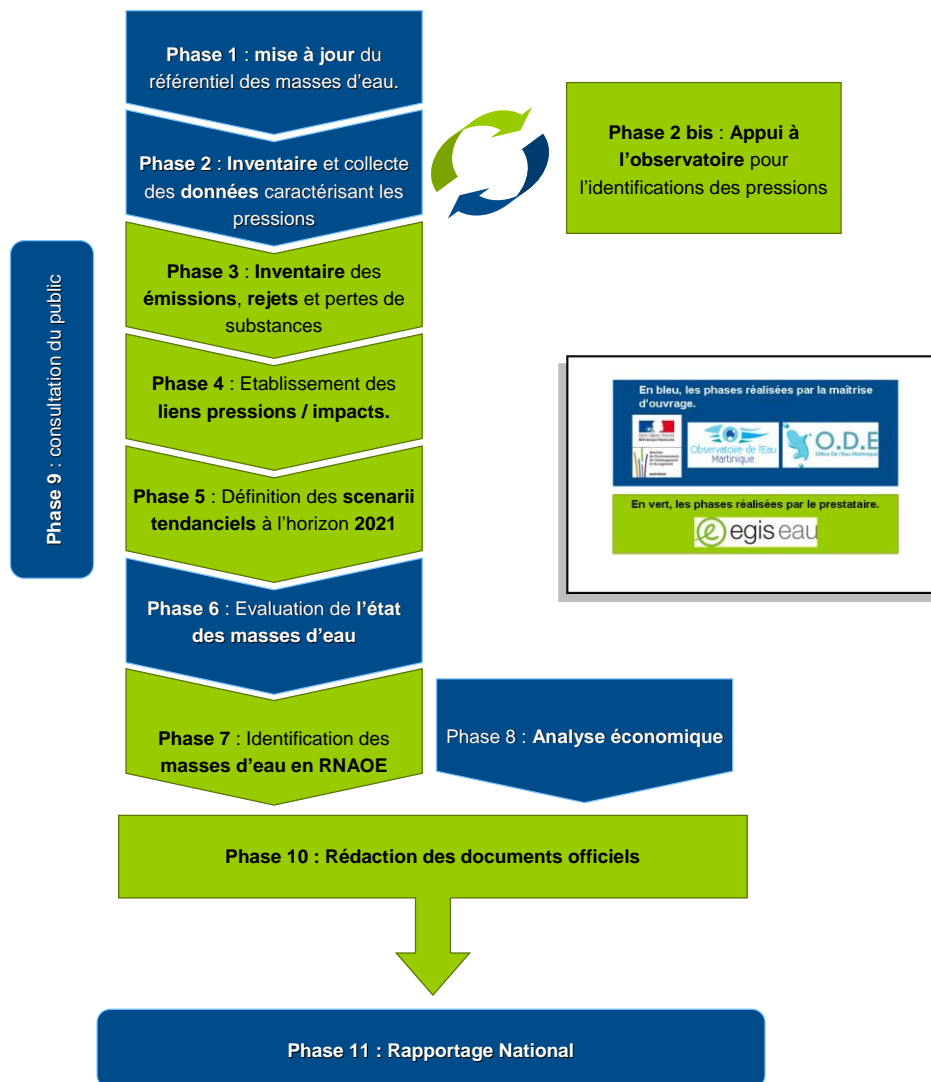 Phase 1 : mise à jour du
référentiel des masses d'eau.
Phase 2 : Inventaire et collecte
des données caractérisant les
pressions
Phase 2 bis : Appui à
l'observatoire pour
l'identifications des pressions
Phase 9 : consultation du public
Phase 3 : Inventaire des
émissions, rejets et pertes de
substances
Phase 4 : Etablissement des
liens pressions / impacts.
Phase 5 : Définition des scenarii
tendanciels à l'horizon 2021
En bleu, les phases réalisées par la maîtrise
d'ouvrage.
Observatoire de l'Eau
Martinique
O.D.E
Office De l'Eau Martinique
En vert, les phases réalisées par le prestataire.
egis eau
Phase 6 : Evaluation de l'état
des masses d'eau
Phase 7 : Identification des
masses d'eau en RNAOE
Phase 8 : Analyse économique
Phase 10 : Rédaction des documents officiels
Phase 11 : Rapportage National